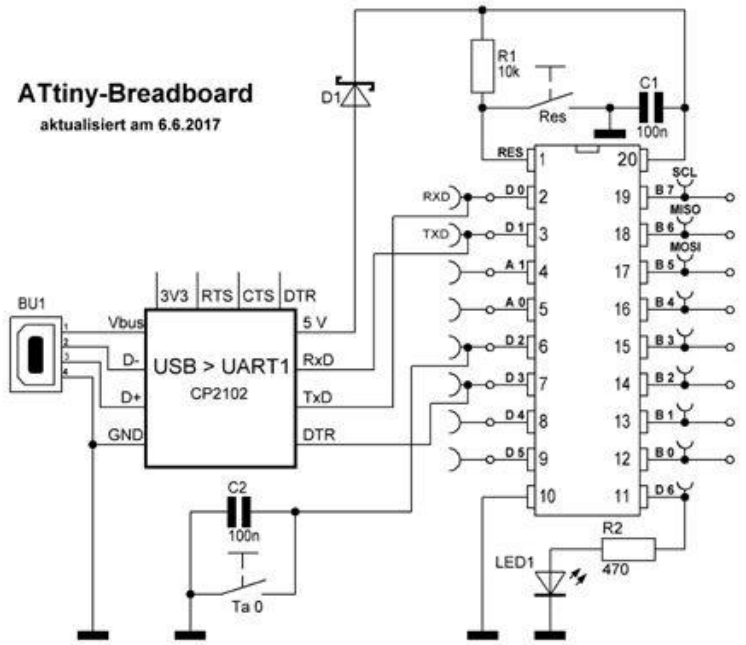 ATtiny-Breadboard
aktualisiert am 6.6.2017
D1
R1
10k
Res
C1
100n
RES
1
20
RXD
D 0
2
19
B 7
SCL
TXD
D 1
3
18
B 6
MISO
A 1
4
17
B 5
MOSI
A 0
5
16
B 4
D 2
6
15
B 3
D 3
7
14
B 2
D 4
8
13
B 1
D 5
9
12
B 0
10
11
D 6
BU1
1
2
3
4
3V3
RTS
CTS
DTR
Vbus
5 V
D-
USB > UART1
RxD
CP2102
D+
TxD
GND
DTR
C2
100n
Ta 0
LED1
R2
470